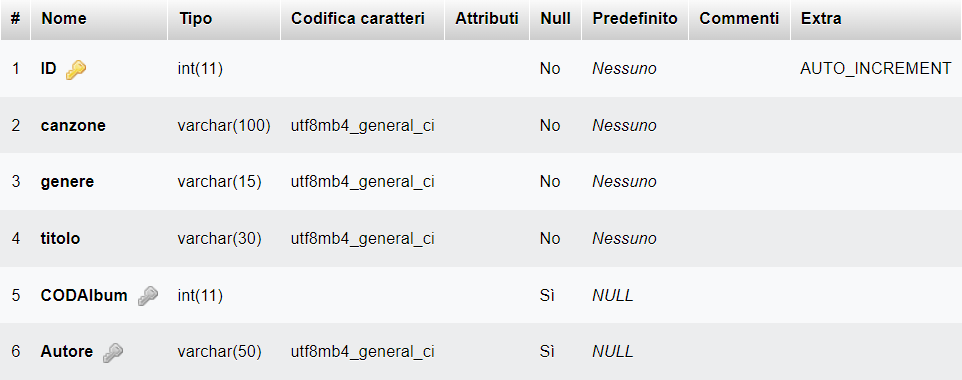 # Nome Tipo Codifica caratteri Attributi Null Predefinito Commenti Extra
1 ID int(11) No Nessuno AUTO_INCREMENT
2 canzone varchar(100) utf8mb4_general_ci No Nessuno
3 genere varchar(15) utf8mb4_general_ci No Nessuno
4 titolo varchar(30) utf8mb4_general_ci No Nessuno
5 CODAlbum int(11) Sì NULL
6 Autore varchar(50) utf8mb4_general_ci Sì NULL